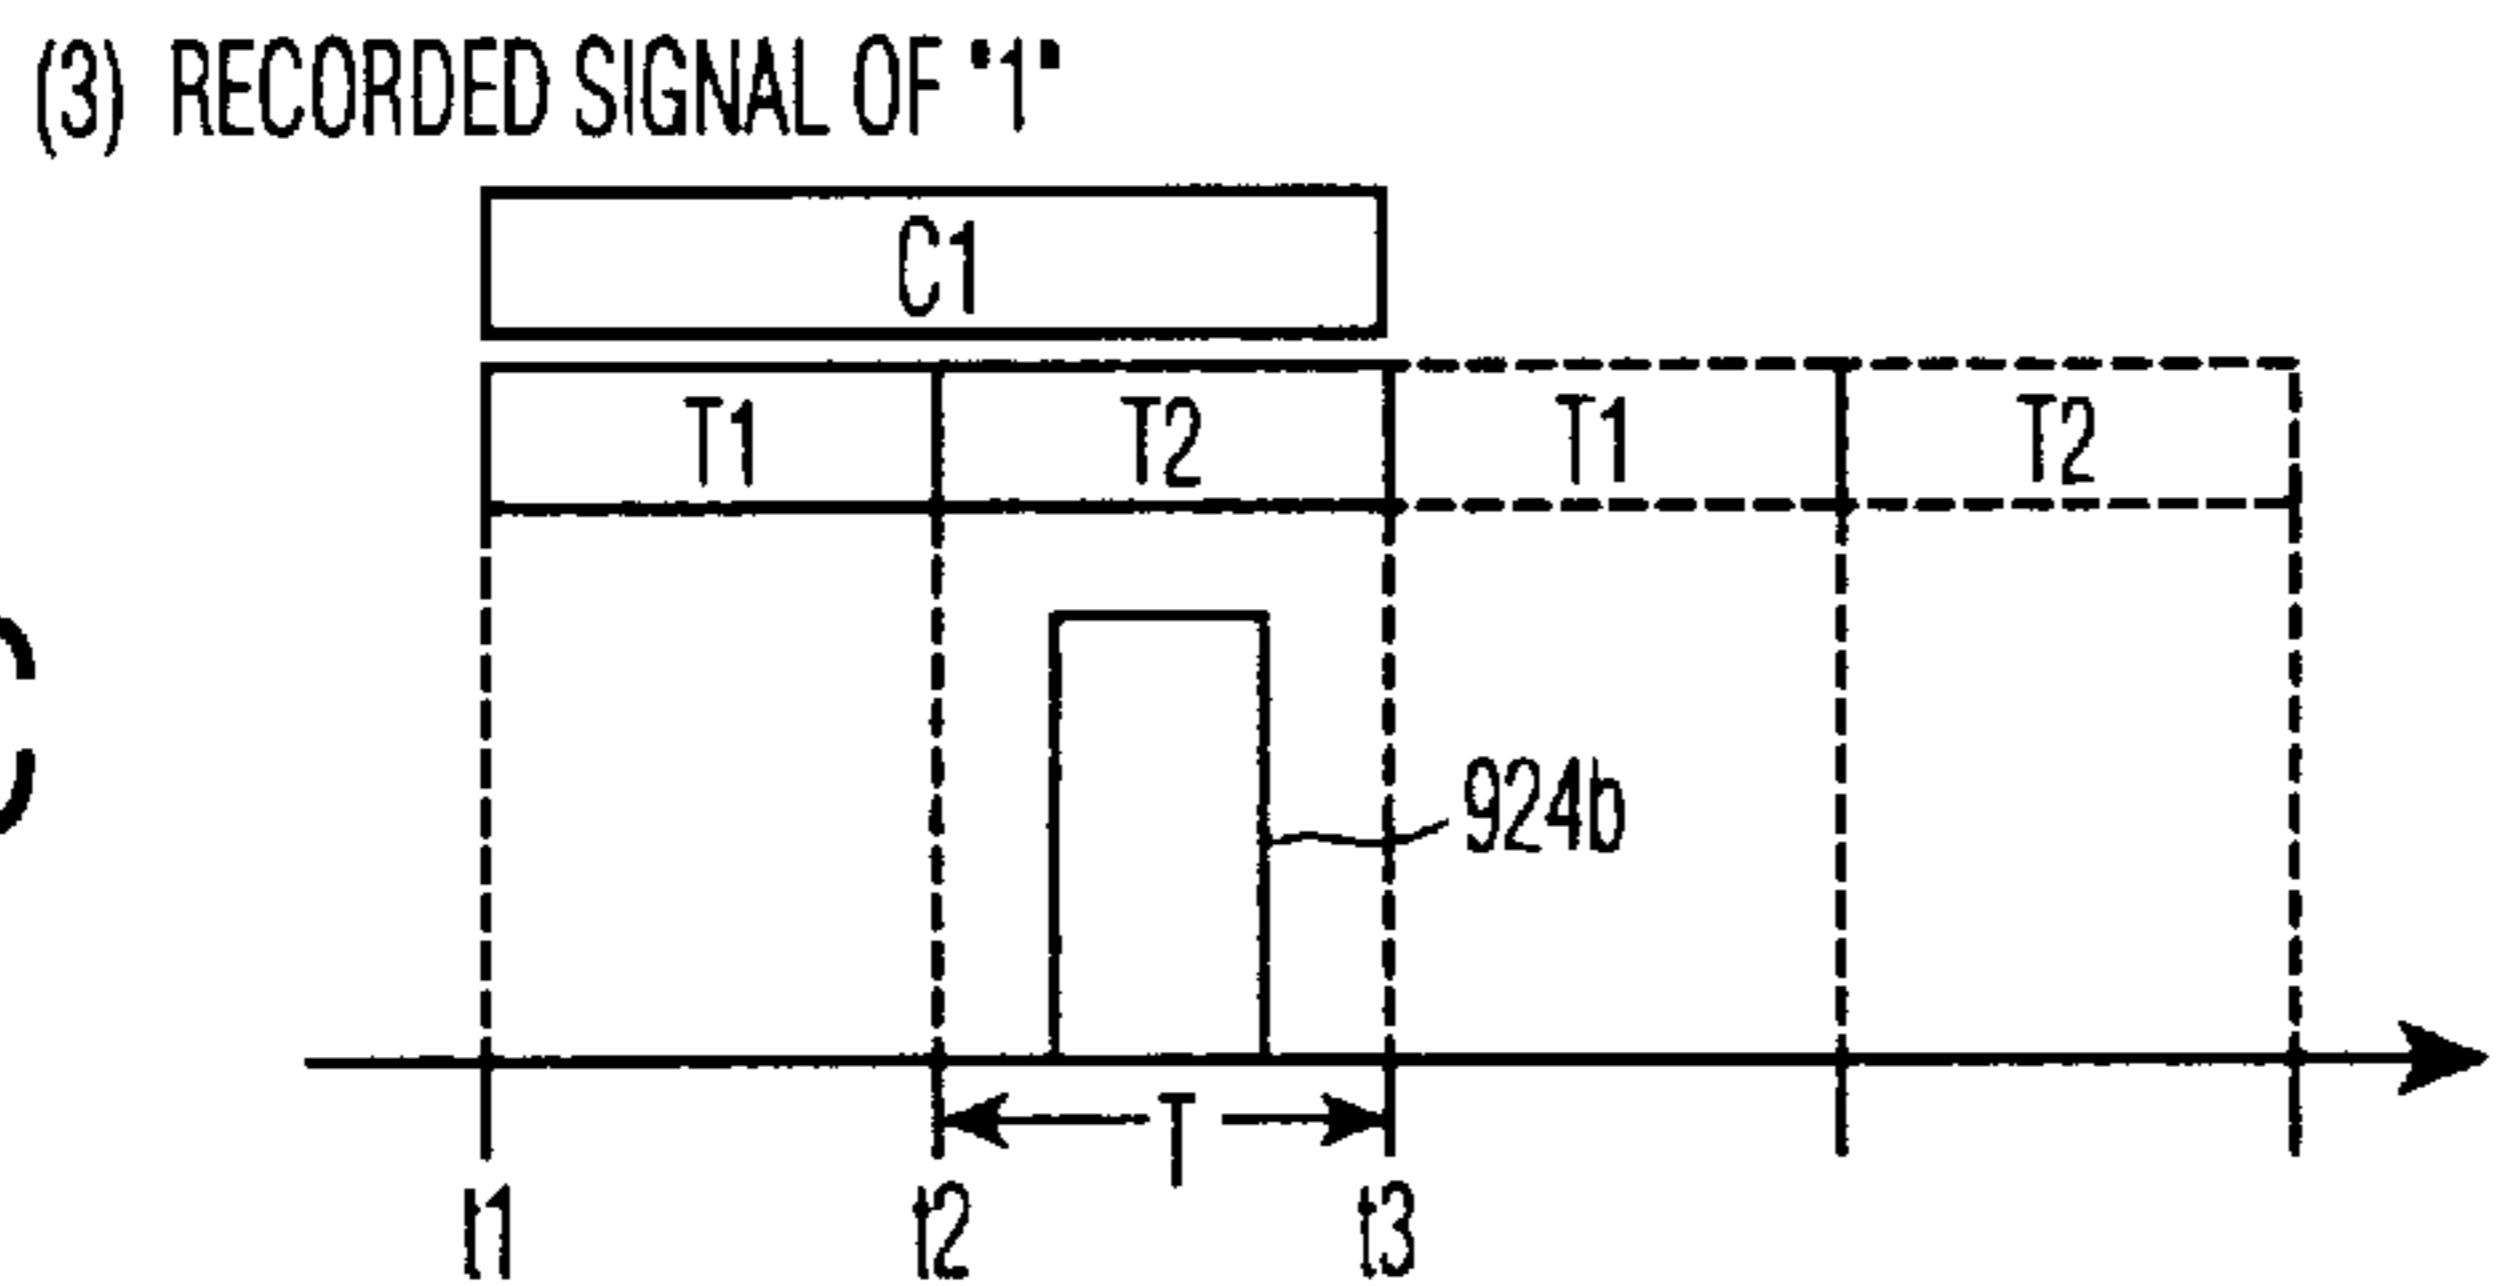 (3) RECORDED SIGNAL OF "1"
C1
T1 T2 T1 T2
924b
T
t1 t2 t3